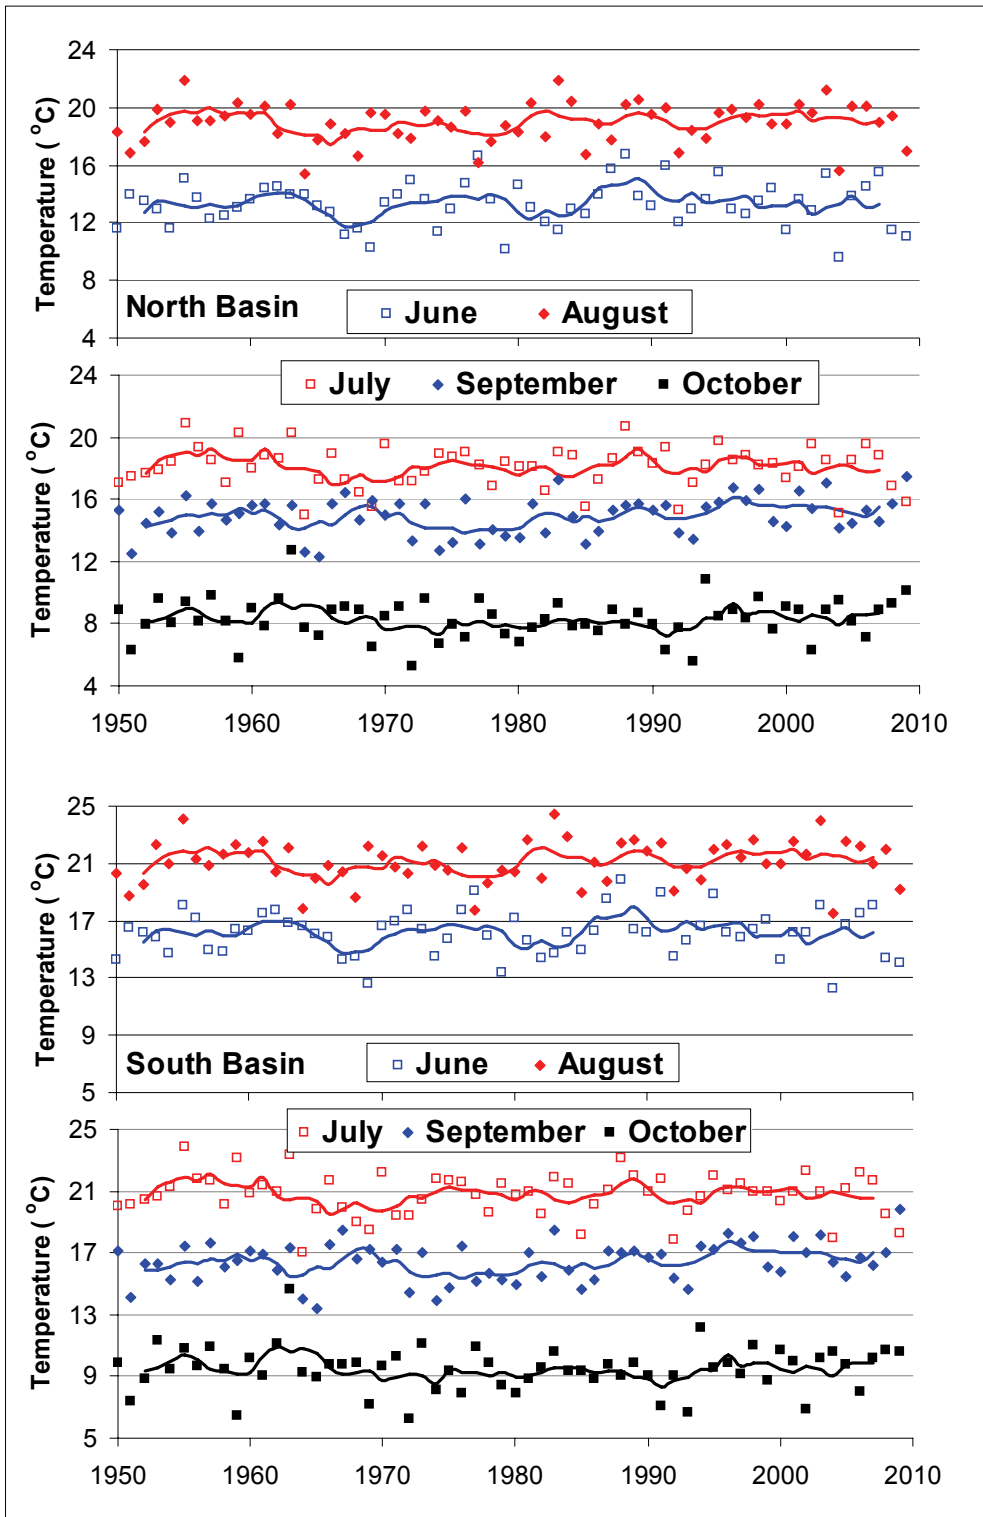 24
20
16
12
8
4
Temperature ( °C)
North Basin
June
August
24
20
16
12
8
4
Temperature ( °C)
July
September
October
1950
1960
1970
1980
1990
2000
2010
25
21
17
13
9
5
Temperature ( °C)
South Basin
June
August
25
21
17
13
9
5
Temperature ( °C)
July
September
October
1950
1960
1970
1980
1990
2000
2010